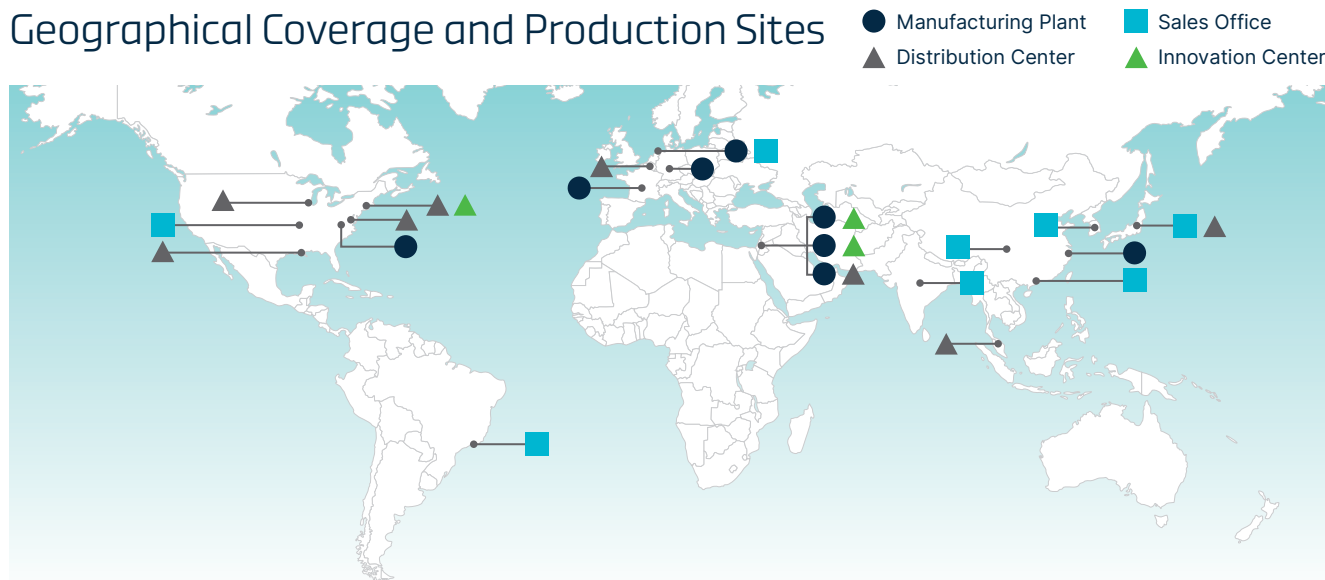 Geographical Coverage and Production Sites
Manufacturing Plant
Sales Office
Distribution Center
Innovation Center